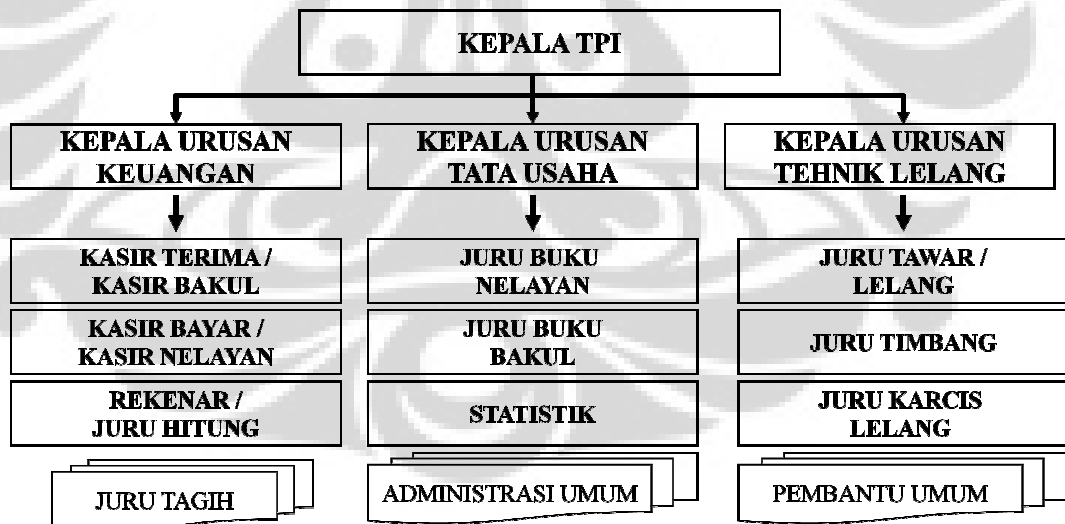 KEPALA TPI
KEPALA URUSAN
KEUANGAN
KEPALA URUSAN
TATA USAHA
KEPALA URUSAN
TEHNIK LELANG
KASIR TERIMA /
KASIR BAKUL
JURU BUKU
NELAYAN
JURU TAWAR /
LELANG
KASIR BAYAR /
KASIR NELAYAN
JURU BUKU
BAKUL
JURU TIMBANG
REKENAR /
JURU HITUNG
STATISTIK
JURU KARCIS
LELANG
JURU TAGIH
ADMINISTRASI UMUM
PEMBANTU UMUM